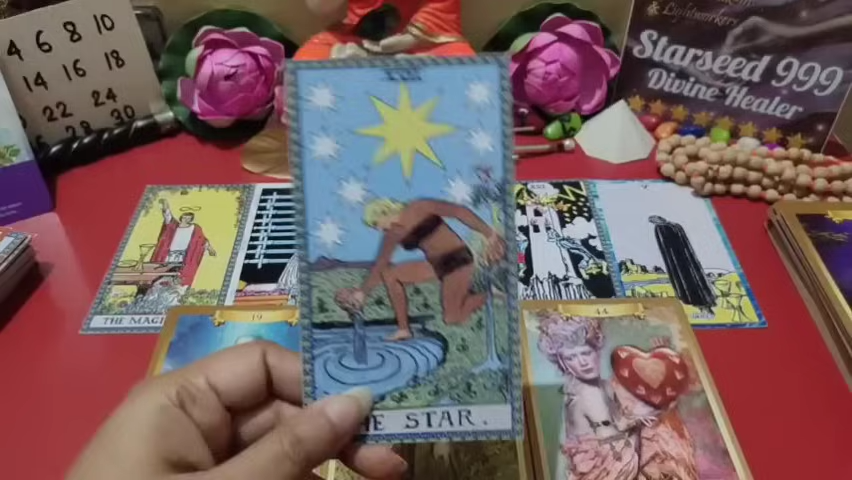 4 6 8 10
14 16 18
22 24
28 30
Lightworkers
Starseed 999
Divine Healer
XVII
THE MAGI
19
44
THE STAR.